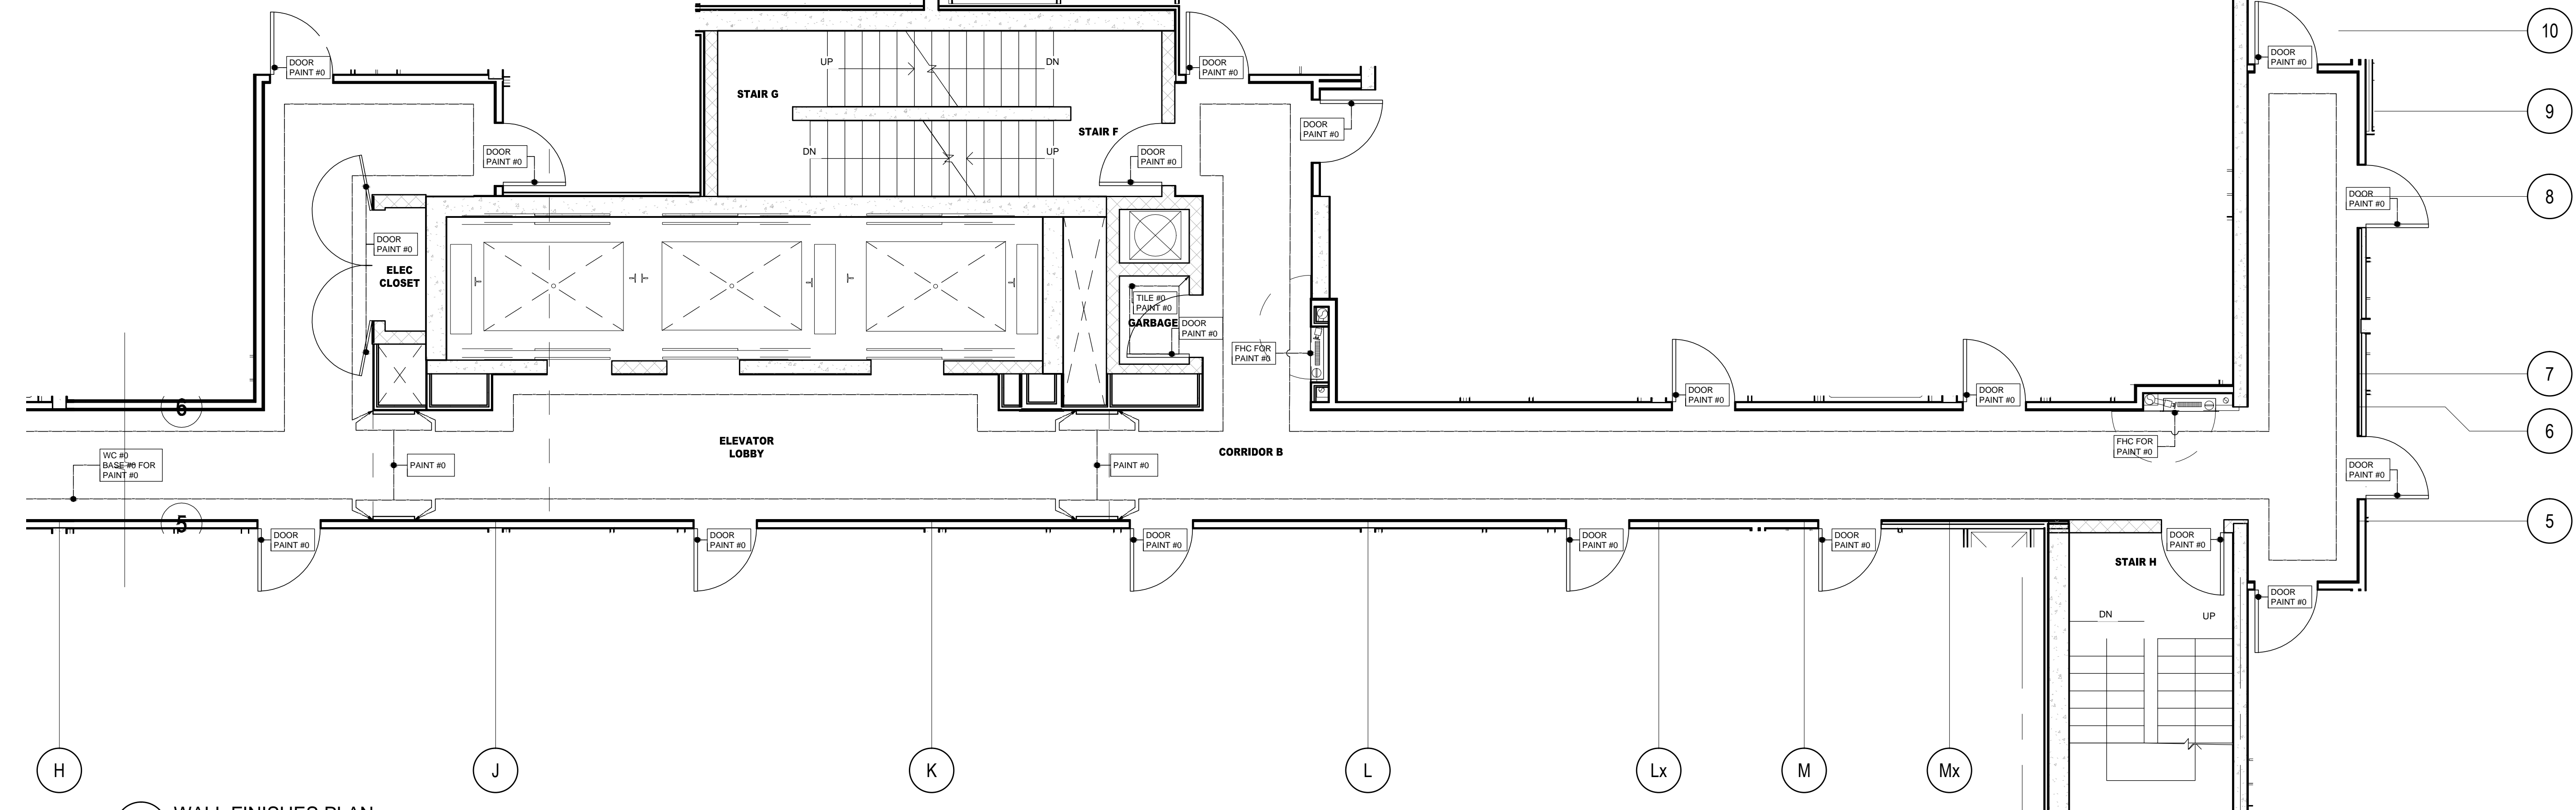 10
DOOR
PAINT #0
DOOR
PAINT #0
DOOR
PAINT #0
UP
DN
STAIR G
9
DOOR
PAINT #0
STAIR F
DOOR
PAINT #0
DN
UP
DOOR
PAINT #0
DOOR
PAINT #0
8
DOOR
PAINT #0
ELEC
CLOSET
TILE #0
PAINT #0
GARBAGE
DOOR
PAINT #0
FHC FOR
PAINT #0
7
DOOR
PAINT #0
DOOR
PAINT #0
6
6
ELEVATOR
LOBBY
CORRIDOR B
FHC FOR
PAINT #0
WC #0
BASE #0 FOR
PAINT #0
PAINT #0
PAINT #0
DOOR
PAINT #0
5
5
DOOR
PAINT #0
DOOR
PAINT #0
DOOR
PAINT #0
DOOR
PAINT #0
DOOR
PAINT #0
DOOR
PAINT #0
STAIR H
DOOR
PAINT #0
DN
UP
H
J
K
L
Lx
M
Mx
WALL FINISHES PLAN